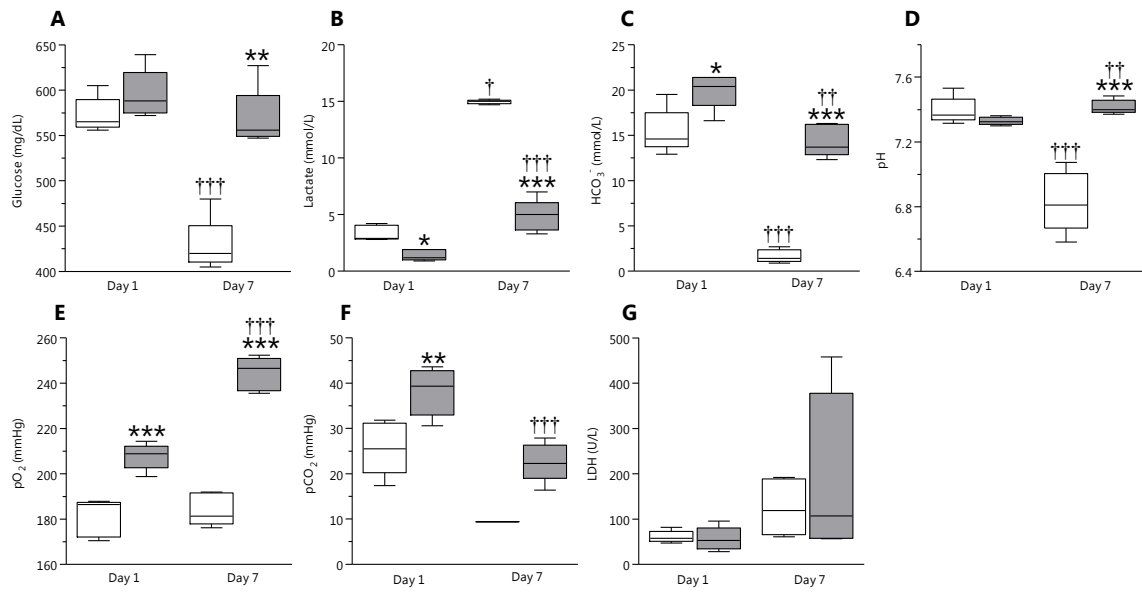 A
Glucose (mg/dL)
650
600
575
500
450
400
**
†††
Day 1
Day 7
B
Lactate (mmol/L)
20
15
10
5
0
†
*
†††
***
Day 1
Day 7
C
HCO3- (mmol/L)
25
20
15
10
5
0
*
††
***
†††
Day 1
Day 7
D
pH
7.6
7.2
6.8
6.4
††
***
†††
Day 1
Day 7
E
pO2 (mmHg)
260
240
210
200
180
160
***
†††
***
Day 1
Day 7
F
pCO2 (mmHg)
50
40
30
20
10
0
**
†††
Day 1
Day 7
G
LDH (U/L)
500
400
300
200
100
0
Day 1
Day 7